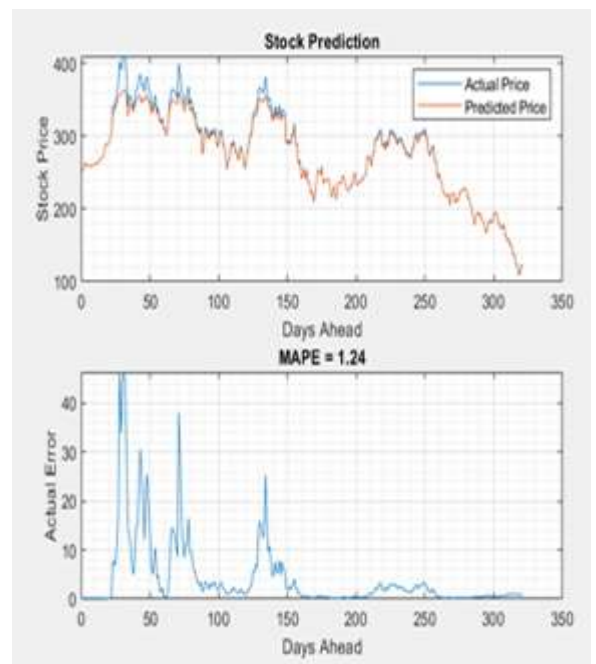 Stock Prediction
400
300
200
100
Stock Price
Actual Price
Predicted Price
0 50 100 150 200 250 300 350
Days Ahead
MAPE = 1.24
40
30
20
10
0
Actual Error
0 50 100 150 200 250 300 350
Days Ahead